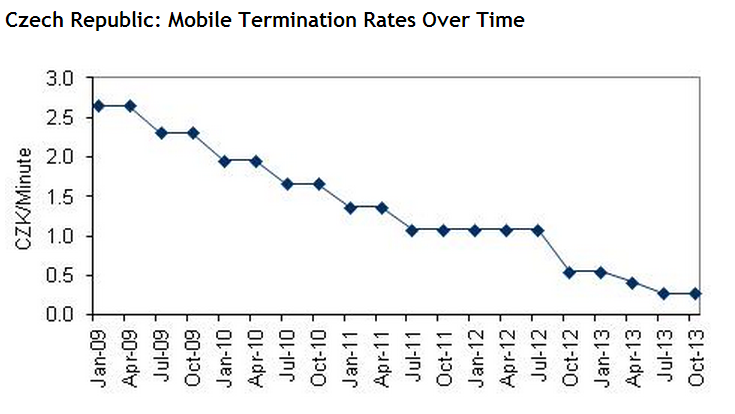 Czech Republic: Mobile Termination Rates Over Time
3.0
2.5
2.0
1.5
1.0
0.5
0.0
CZK/Minute
Jan-09
Apr-09
Jul-09
Oct-09
Jan-10
Apr-10
Jul-10
Oct-10
Jan-11
Apr-11
Jul-11
Oct-11
Jan-12
Apr-12
Jul-12
Oct-12
Jan-13
Apr-13
Jul-13
Oct-13